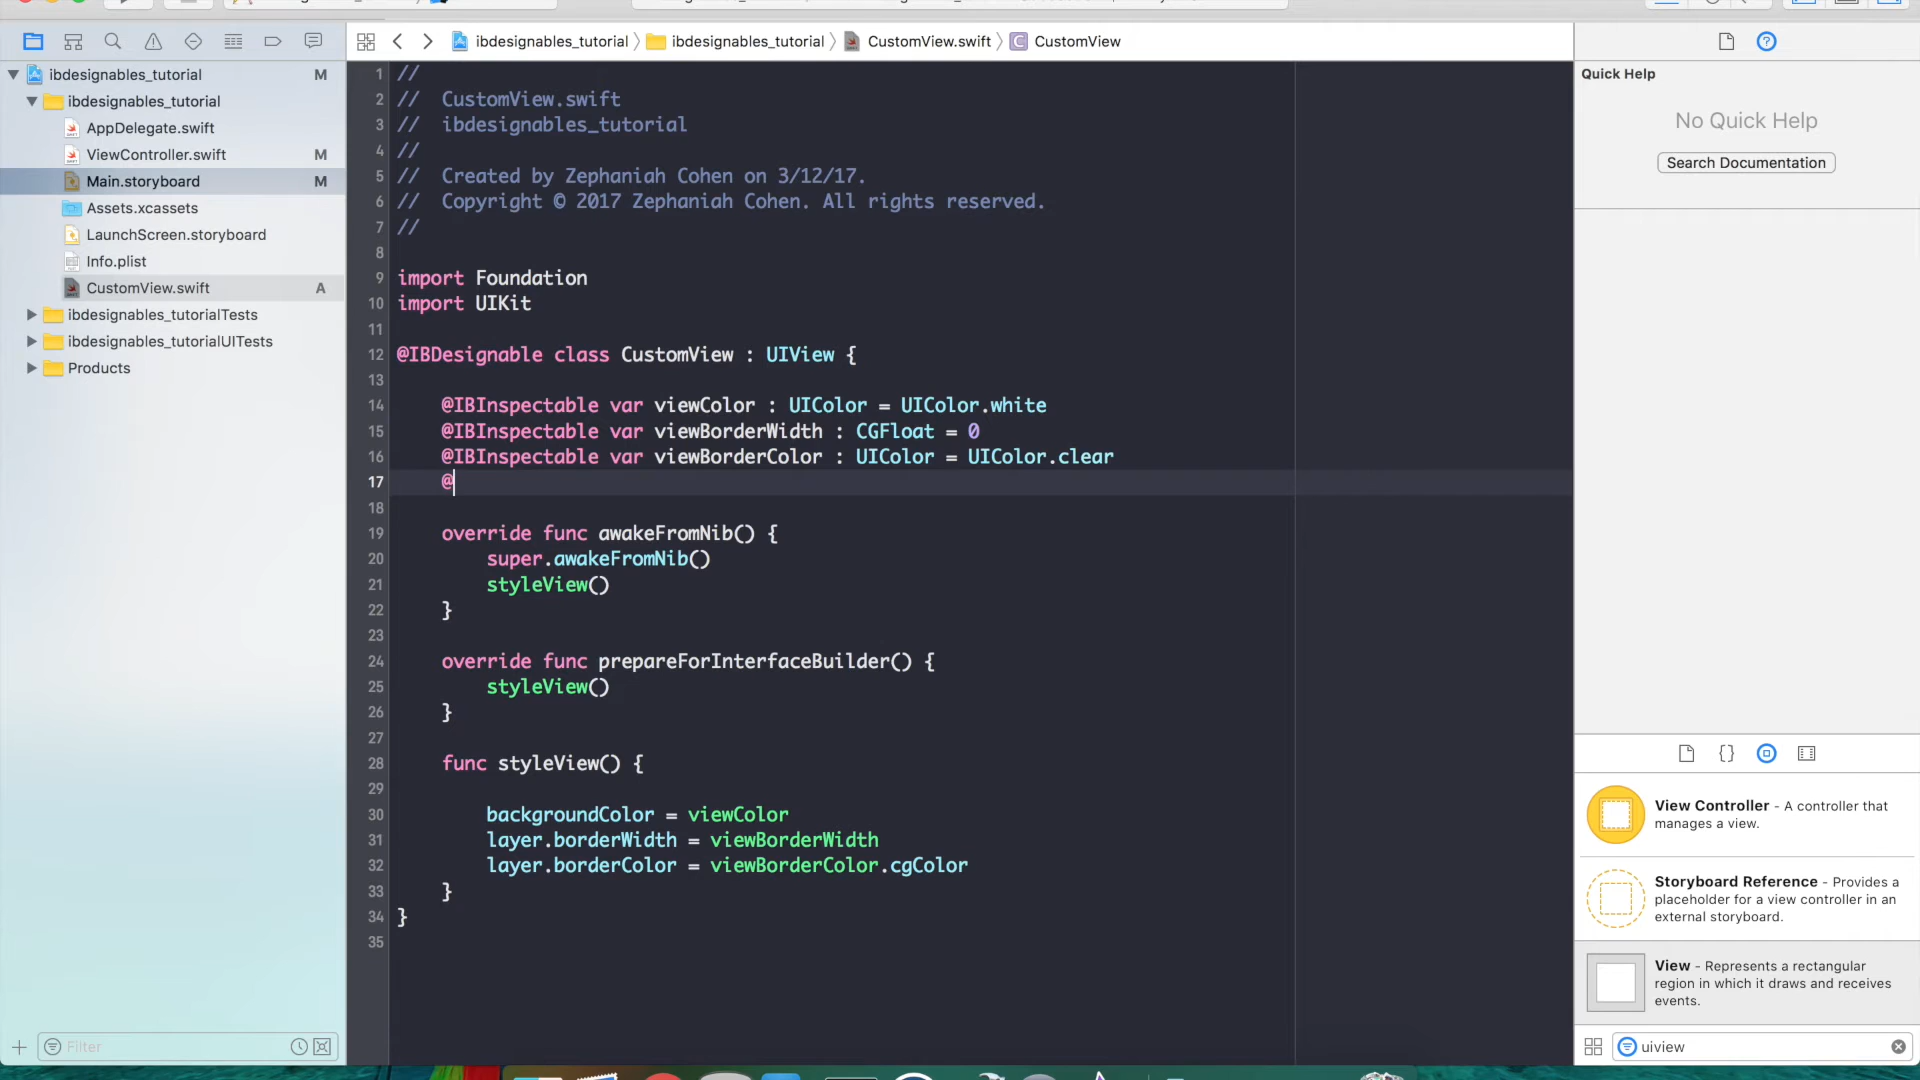 ibdesignables_tutorial
ibdesignables_tutorial
CustomView.swift
CustomView
ibdesignables_tutorial M
ibdesignables_tutorial
AppDelegate.swift
ViewController.swift M
Main.storyboard M
Assets.xcassets
LaunchScreen.storyboard
Info.plist
CustomView.swift A
ibdesignables_tutorialTests
ibdesignables_tutorialUITests
Products
Filter
1 //
2 //  CustomView.swift
3 //  ibdesignables_tutorial
4 //
5 //  Created by Zephaniah Cohen on 3/12/17.
6 //  Copyright © 2017 Zephaniah Cohen. All rights reserved.
7 //
8
9 import Foundation
10 import UIKit
11
12 @IBDesignable class CustomView : UIView {
13
14     @IBInspectable var viewColor : UIColor = UIColor.white
15     @IBInspectable var viewBorderWidth : CGFloat = 0
16     @IBInspectable var viewBorderColor : UIColor = UIColor.clear
17     @
18
19     override func awakeFromNib() {
20         super.awakeFromNib()
21         styleView()
22     }
23
24     override func prepareForInterfaceBuilder() {
25         styleView()
26     }
27
28     func styleView() {
29
30         backgroundColor = viewColor
31         layer.borderWidth = viewBorderWidth
32         layer.borderColor = viewBorderColor.cgColor
33     }
34 }
35
Quick Help
No Quick Help
Search Documentation
{}
View Controller - A controller that
manages a view.
Storyboard Reference - Provides a
placeholder for a view controller in an
external storyboard.
View - Represents a rectangular
region in which it draws and receives
events.
uiview